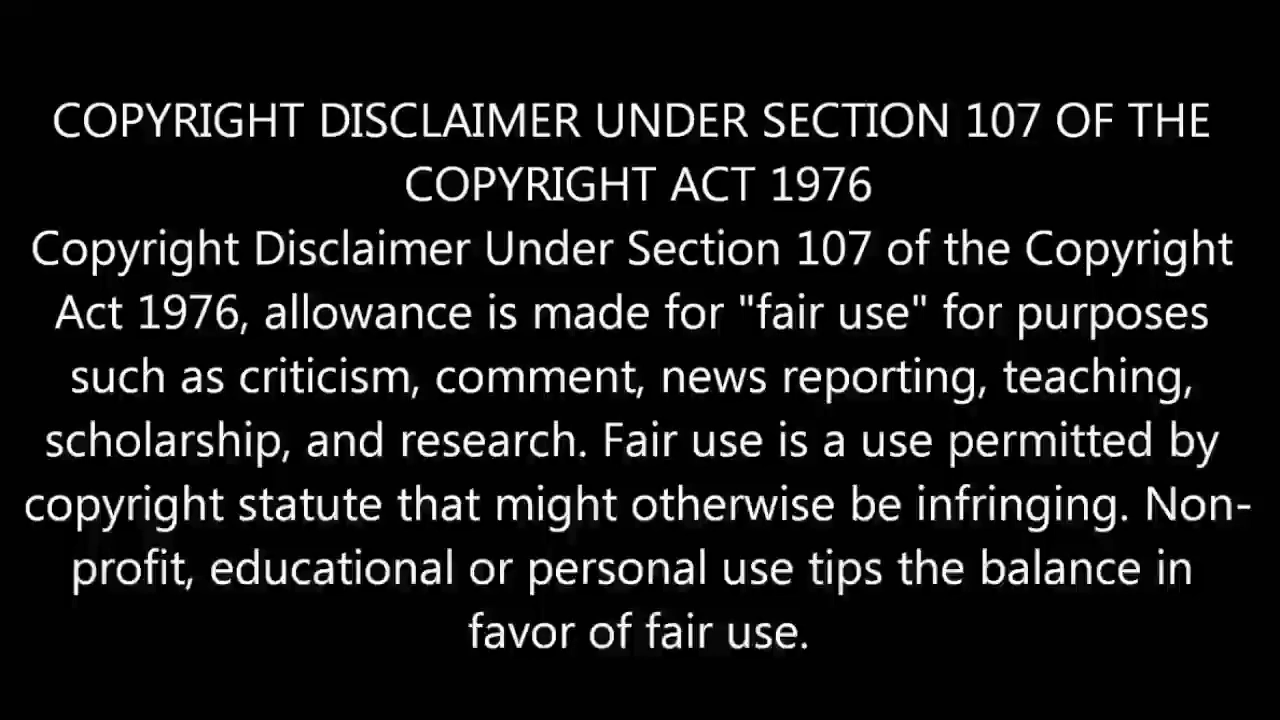 COPYRIGHT DISCLAIMER UNDER SECTION 107 OF THE
COPYRIGHT ACT 1976
Copyright Disclaimer Under Section 107 of the Copyright
Act 1976, allowance is made for "fair use" for purposes
such as criticism, comment, news reporting, teaching,
scholarship, and research. Fair use is a use permitted by
copyright statute that might otherwise be infringing. Non-
profit, educational or personal use tips the balance in
favor of fair use.